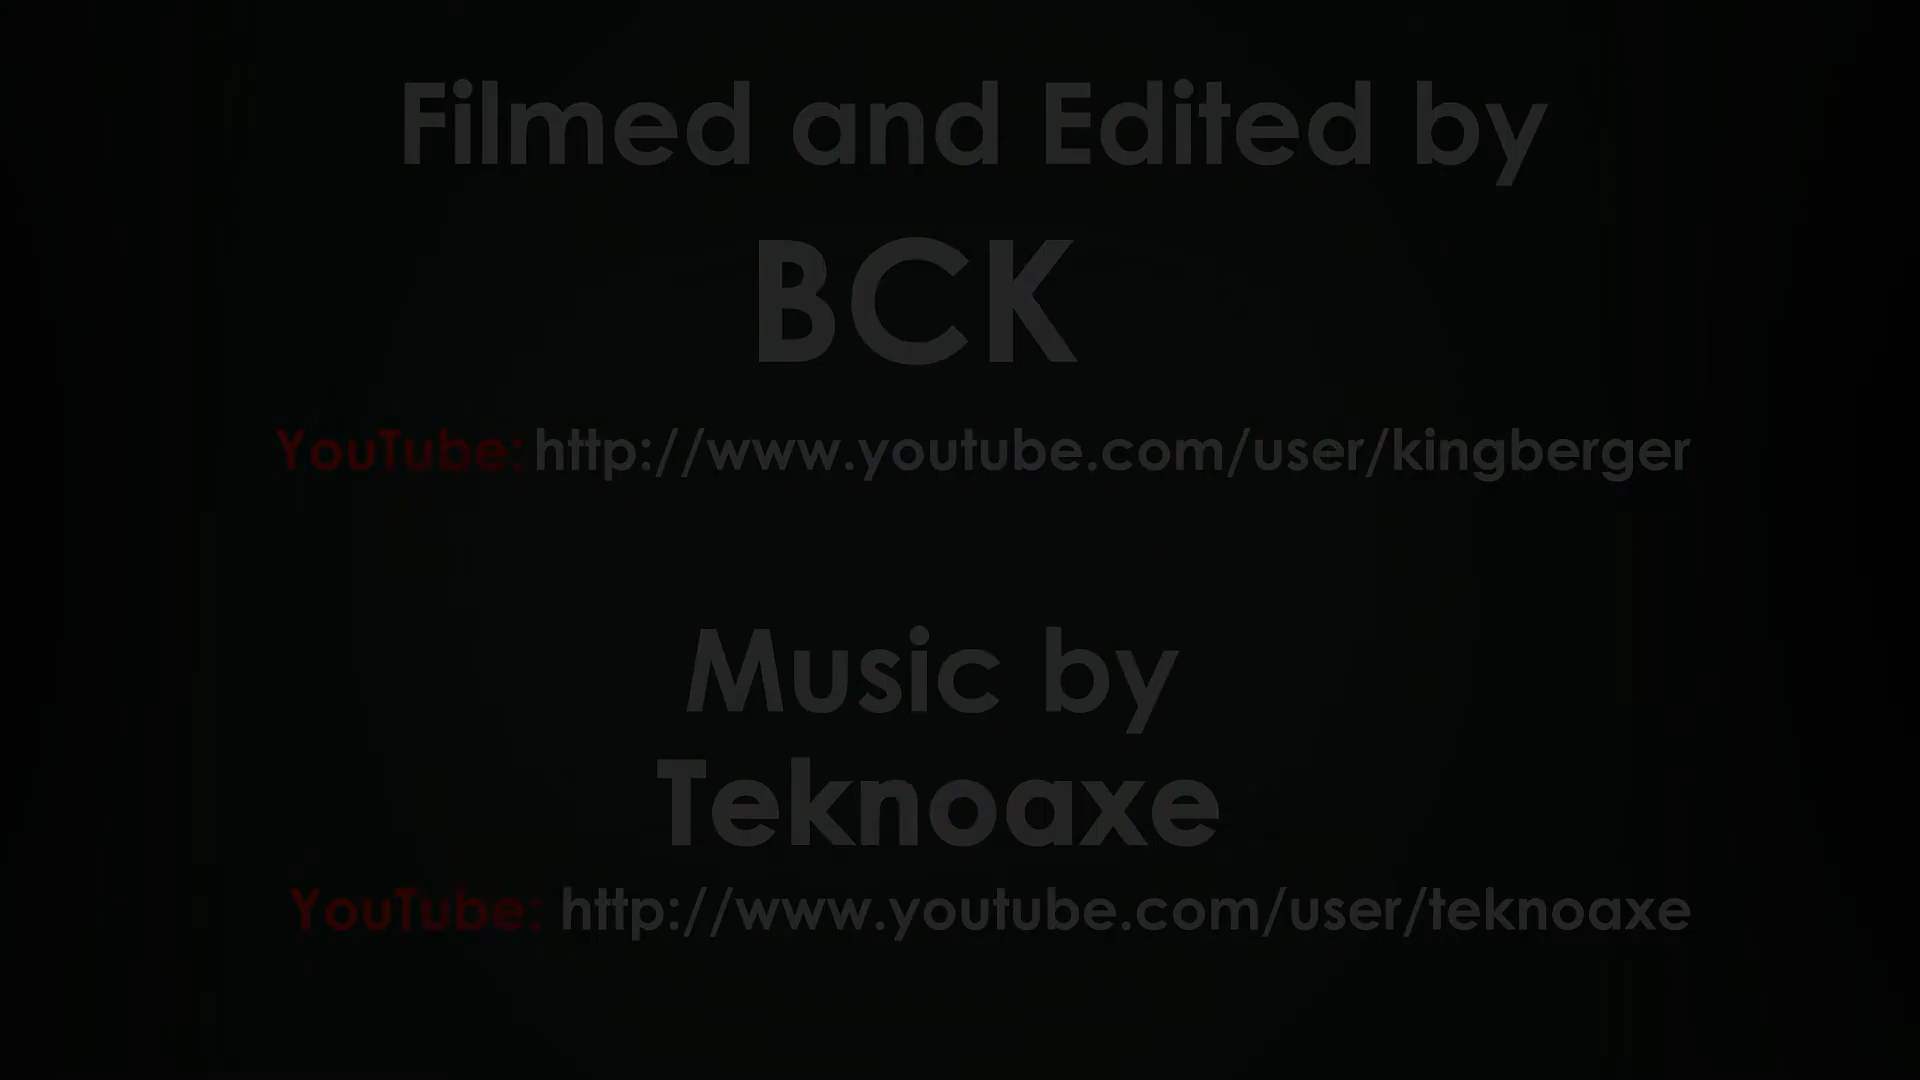 Filmed and Edited by
BCK
YouTube: http://www.youtube.com/user/kingberger
Music by
Teknoaxe
YouTube: http://www.youtube.com/user/teknoaxe